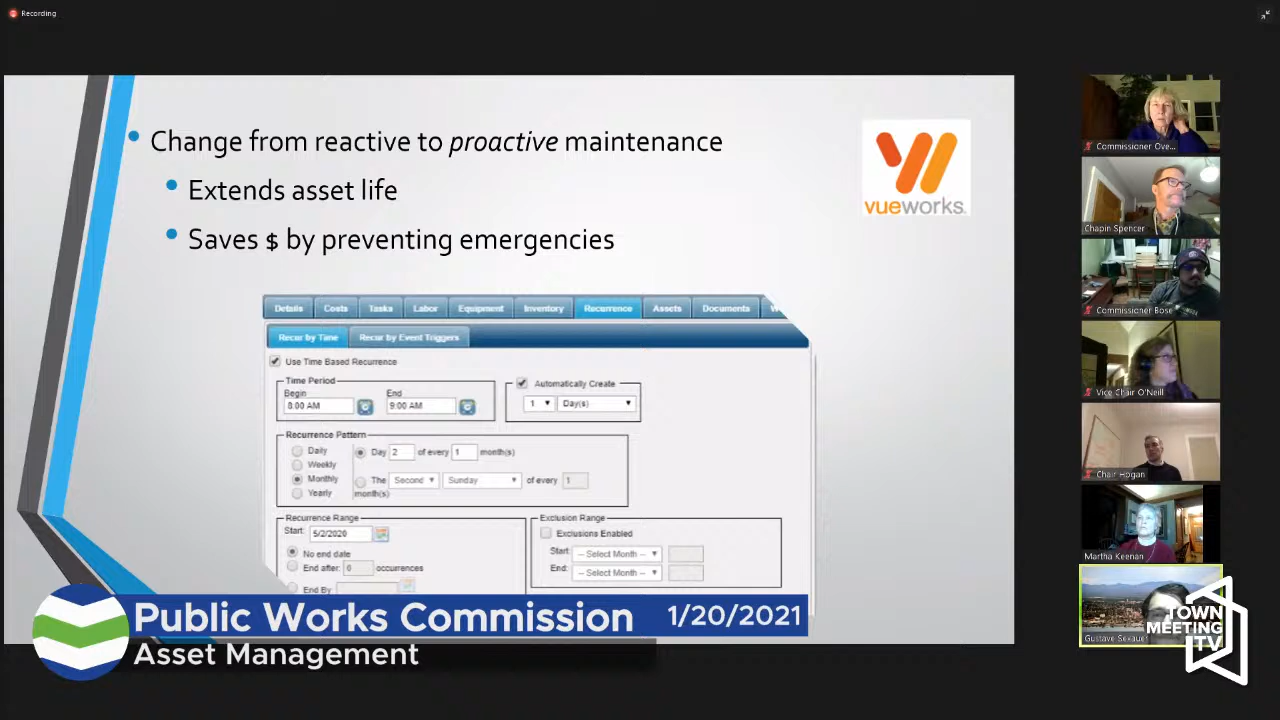 Recording
Change from reactive to proactive maintenance
Extends asset life
Saves $ by preventing emergencies
vueworks
Details Costs Tasks Labor Equipment Inventory Recurrence Assets Documents
Recur by Time Recur by Event Triggers
Use Time Based Recurrence
Time Period
Begin End
8:00 AM 9:00 AM
Automatically Create
1 Day(s)
Recurrence Pattern
Daily
Weekly
Monthly
Yearly
Day 2 of every 1 month(s)
The Second Sunday of every 1
month(s)
Recurrence Range
Start: 5/2/2020
No end date
End after: 0 occurrences
End By
Exclusion Range
Exclusions Enabled
Start: -- Select Month --
End: -- Select Month --
Public Works Commission 1/20/2021
Asset Management
Commissioner Ove...
Chapin Spencer
Commissioner Bose
Vice Chair O'Neill
Chair Hogan
Martha Keenan
Gustave Sexauer
TOWN
MEETING
TV